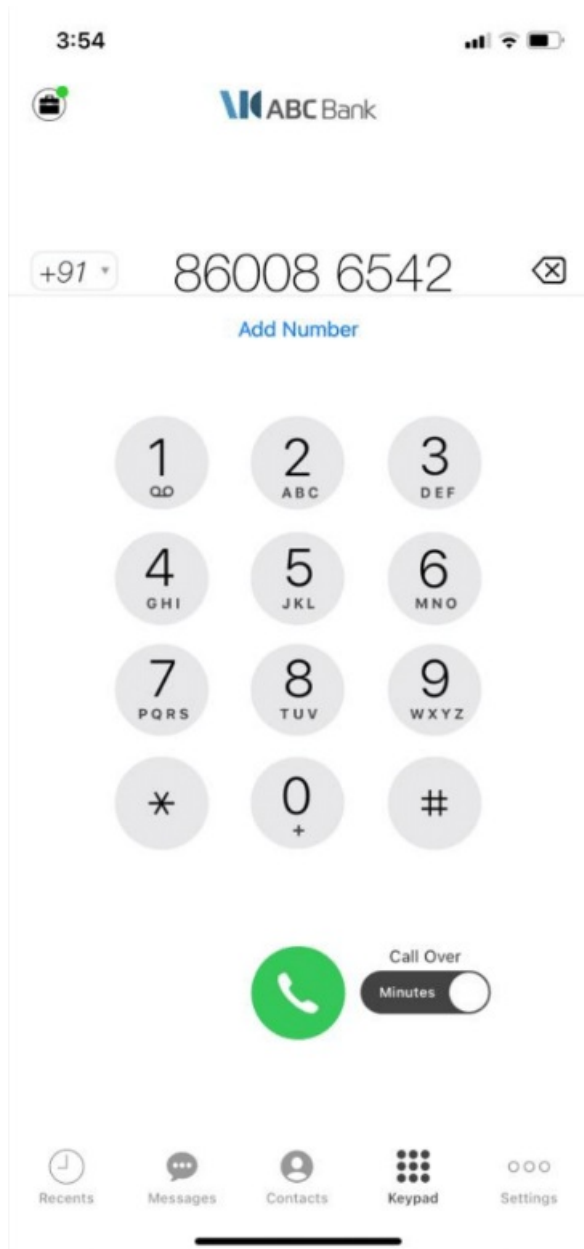 3:54
ABC Bank
+91 86008 6542
Add Number
1 2 3
ABC DEF
4 5 6
GHI JKL MNO
7 8 9
PQRS TUV WXYZ
* 0 #
+
Call Over
Minutes
Recents Messages Contacts Keypad Settings